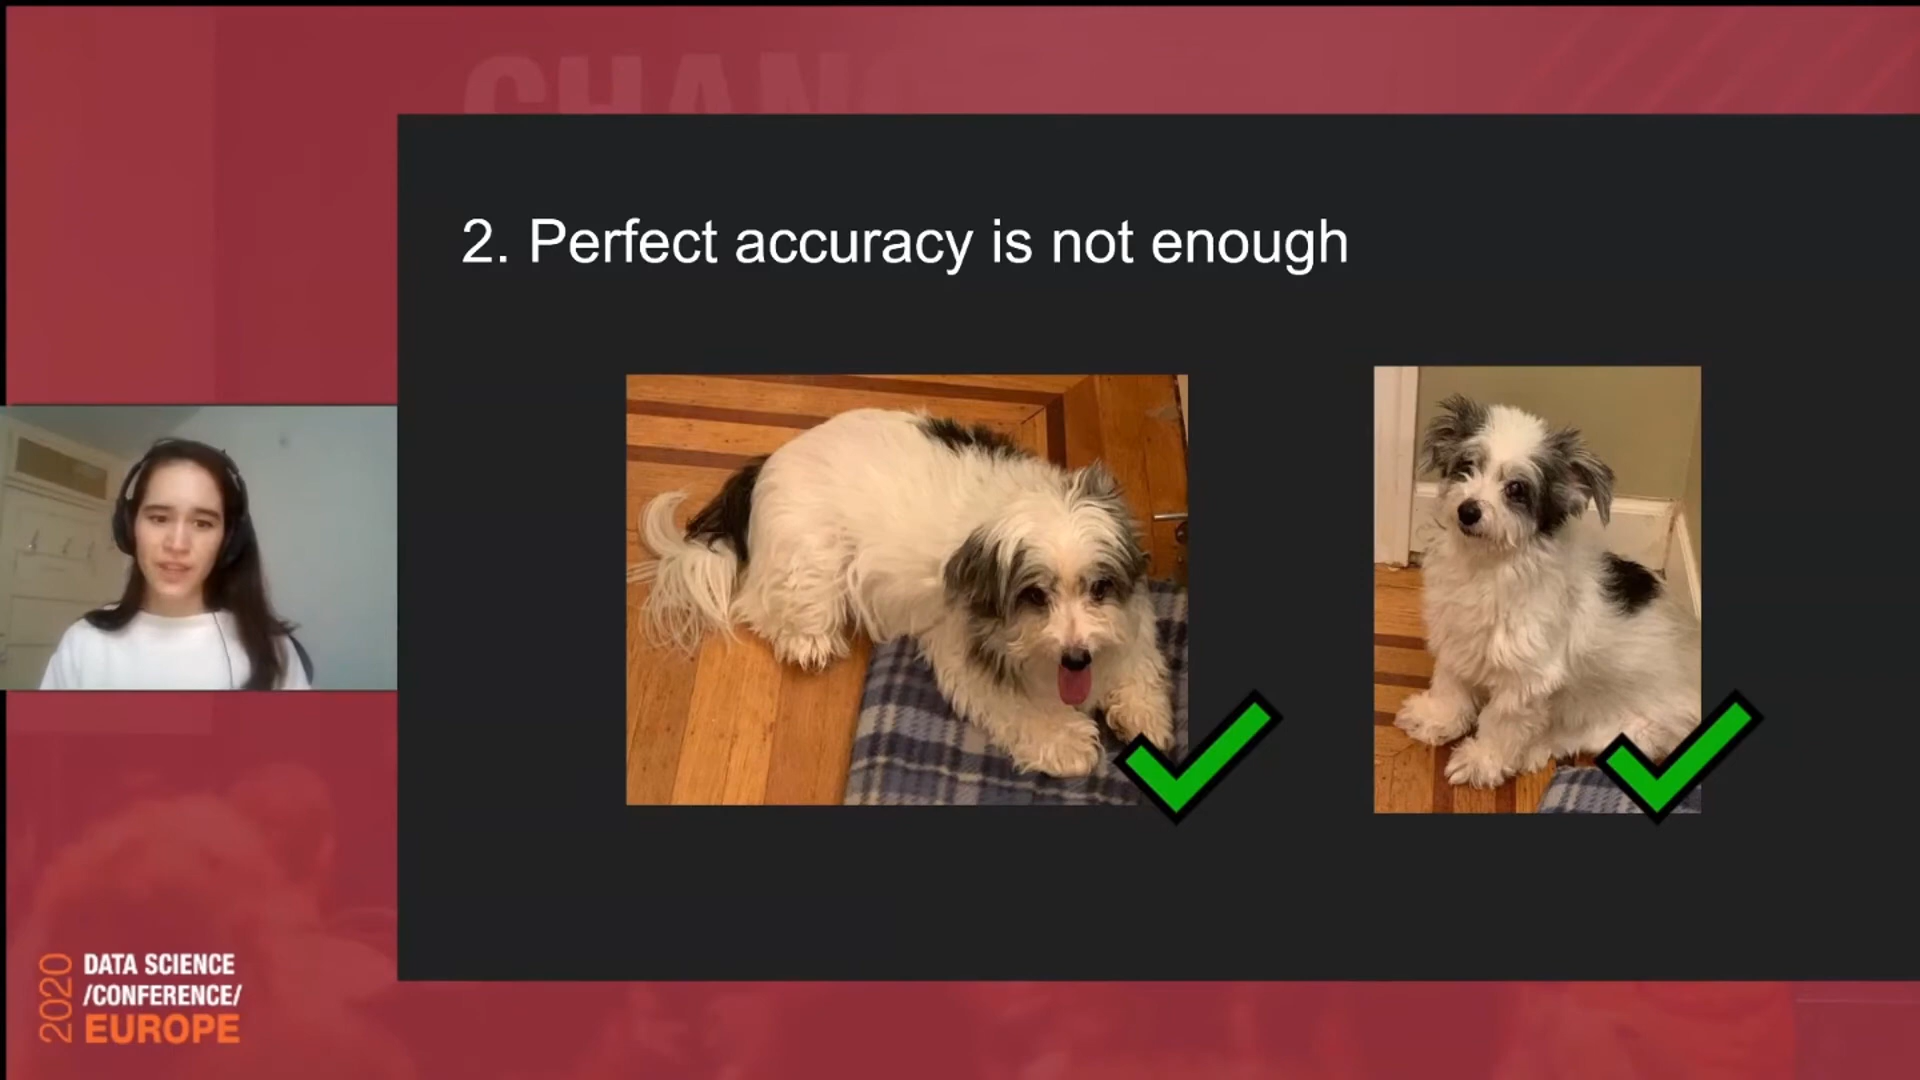 2. Perfect accuracy is not enough
2020
DATA SCIENCE
/CONFERENCE/
EUROPE